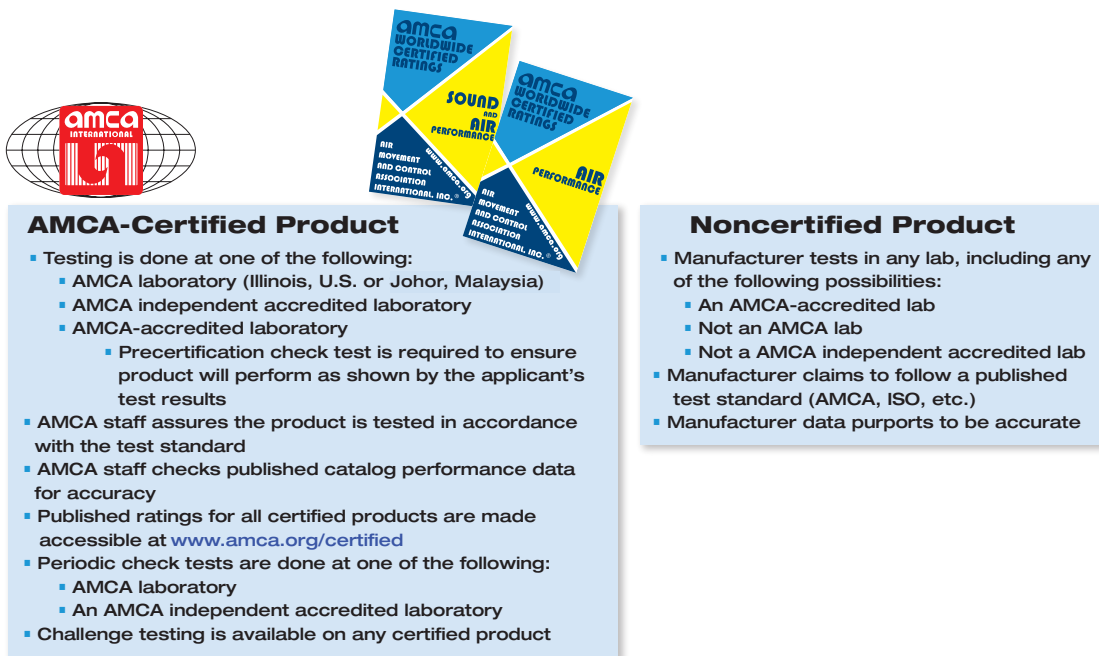 amca
WORLDWIDE
CERTIFIED
RATINGS
SOUND
AND
AIR
PERFORMANCE
AIR
MOVEMENT
AND CONTROL
ASSOCIATION
INTERNATIONAL, INC. ®
www.amca.org
amca
WORLDWIDE
CERTIFIED
RATINGS
AIR
PERFORMANCE
AIR
MOVEMENT
AND CONTROL
ASSOCIATION
INTERNATIONAL, INC. ®
www.amca.org
amca
INTERNATIONAL
AMCA-Certified Product
▪ Testing is done at one of the following:
▪ AMCA laboratory (Illinois, U.S. or Johor, Malaysia)
▪ AMCA independent accredited laboratory
▪ AMCA-accredited laboratory
▪ Precertification check test is required to ensure
product will perform as shown by the applicant's
test results
▪ AMCA staff assures the product is tested in accordance
with the test standard
▪ AMCA staff checks published catalog performance data
for accuracy
▪ Published ratings for all certified products are made
accessible at www.amca.org/certified
▪ Periodic check tests are done at one of the following:
▪ AMCA laboratory
▪ An AMCA independent accredited laboratory
▪ Challenge testing is available on any certified product
Noncertified Product
▪ Manufacturer tests in any lab, including any
of the following possibilities:
▪ An AMCA-accredited lab
▪ Not an AMCA lab
▪ Not a AMCA independent accredited lab
▪ Manufacturer claims to follow a published
test standard (AMCA, ISO, etc.)
▪ Manufacturer data purports to be accurate